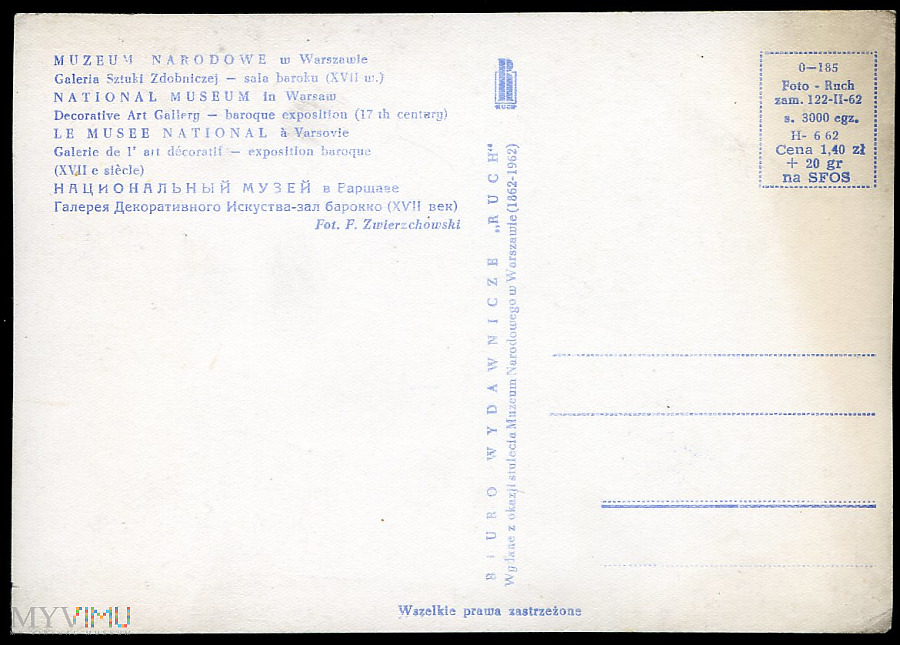 MUZEUM NARODOWE w Warszawie
Galeria Sztuki Zdobniczej — sala baroku (XVII w.)
NATIONAL MUSEUM in Warsaw
Decorative Art Gallery — baroque exposition (17 th century)
LE MUSEE NATIONAL à Varsovie
Galerie de l' art décoratif — exposition baroque
(XVII e siècle)
НАЦИОНАЛЬНЫЙ МУЗЕЙ в Варшаве
Галерея Декоративного Искуства-зал барокко (XVII век)
Fot. F. Zwierzchowski
RUCH
BIURO WYDAWNICZE „RUCH“
Wydane z okazji stulecia Muzeum Narodowego w Warszawie (1862-1962)
0—185
Foto - Ruch
zam. 122-II-62
s. 3000 egz.
H- 6 62
Cena 1,40 zł
+ 20 gr
na SFOS
Wszelkie prawa zastrzeżone
MYVIMU